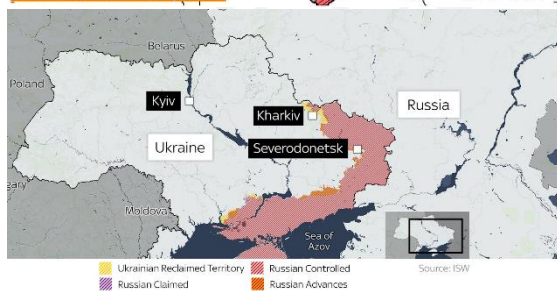 Belarus
Poland
Kyiv
Kharkiv
Russia
Ukraine
Severodonetsk
Moldova
Sea of
Azov
Ukrainian Reclaimed Territory
Russian Controlled
Source: ISW
Russian Claimed
Russian Advances